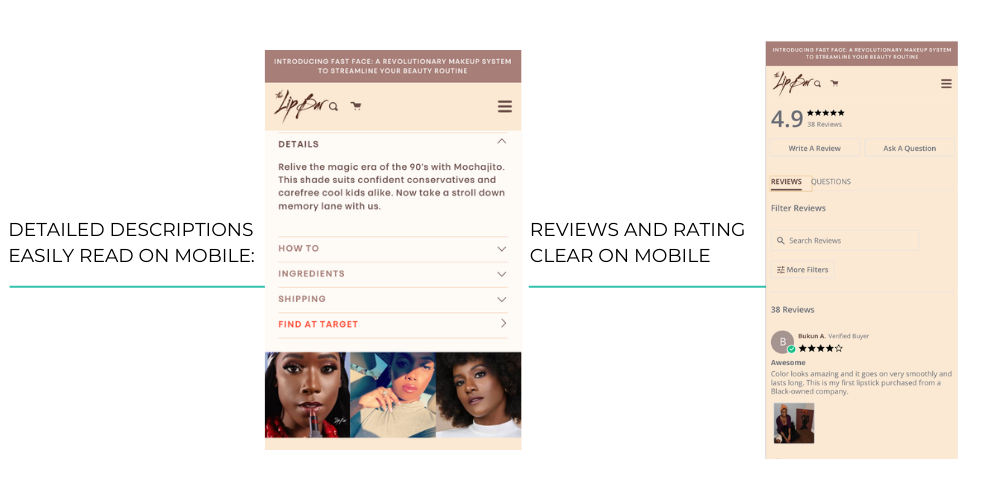 DETAILED DESCRIPTIONS
EASILY READ ON MOBILE:
INTRODUCING FAST FACE: A REVOLUTIONARY MAKEUP SYSTEM
TO STREAMLINE YOUR BEAUTY ROUTINE
the Lip Bar
DETAILS
Relive the magic era of the 90's with Mochajito.
This shade suits confident conservatives and
carefree cool kids alike. Now take a stroll down
memory lane with us.
HOW TO
INGREDIENTS
SHIPPING
FIND AT TARGET
REVIEWS AND RATING
CLEAR ON MOBILE
INTRODUCING FAST FACE: A REVOLUTIONARY MAKEUP SYSTEM
TO STREAMLINE YOUR BEAUTY ROUTINE
the Lip Bar
4.9
38 Reviews
Write A Review Ask A Question
REVIEWS QUESTIONS
Filter Reviews
Search Reviews
More Filters
38 Reviews
B
Bukun A. Verified Buyer
Awesome
Color looks amazing and it goes on very smoothly and
lasts long. This is my first lipstick purchased from a
Black-owned company.